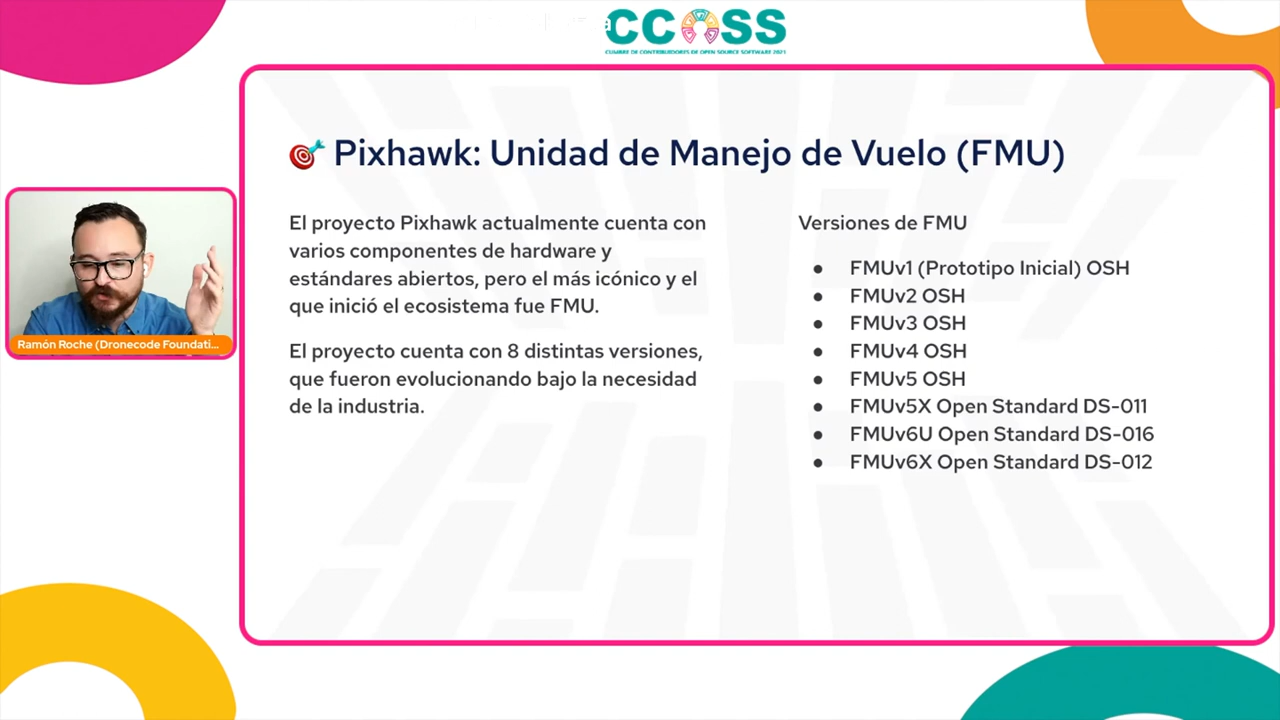 CCOSS
CUMBRE DE CONTRIBUIDORES DE OPEN SOURCE SOFTWARE 2021
Pixhawk: Unidad de Manejo de Vuelo (FMU)
El proyecto Pixhawk actualmente cuenta con
varios componentes de hardware y
estándares abiertos, pero el más icónico y el
que inició el ecosistema fue FMU.
El proyecto cuenta con 8 distintas versiones,
que fueron evolucionando bajo la necesidad
de la industria.
Versiones de FMU
● FMUv1 (Prototipo Inicial) OSH
● FMUv2 OSH
● FMUv3 OSH
● FMUv4 OSH
● FMUv5 OSH
● FMUv5X Open Standard DS-011
● FMUv6U Open Standard DS-016
● FMUv6X Open Standard DS-012
Ramón Roche (Dronecode Foundati...